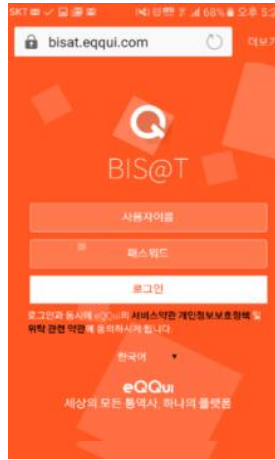 SKT 68% 오후 5:2
bisat.eqqui.com 더보기
Q
BIS@T
사용자이름
패스워드
로그인
로그인과 동시에 eQQui의 서비스약관 개인정보보호정책 및
위탁 관련 약관에 동의하시게 됩니다.
한국어
eQQui
세상의 모든 통역사, 하나의 플랫폼